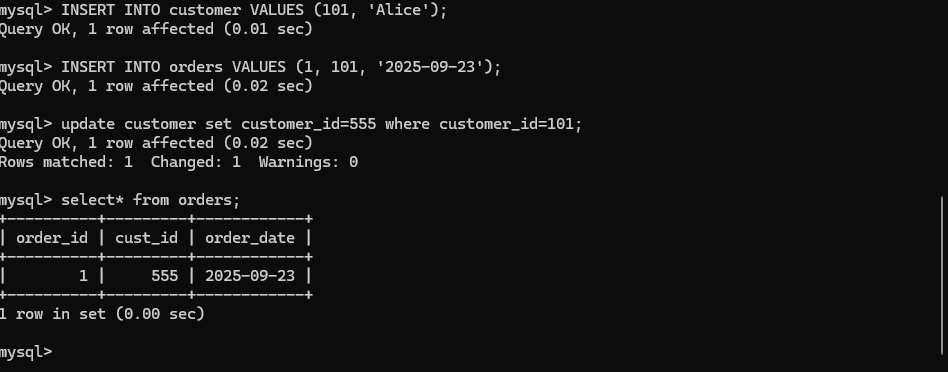 mysql> INSERT INTO customer VALUES (101, 'Alice');
Query OK, 1 row affected (0.01 sec)
mysql> INSERT INTO orders VALUES (1, 101, '2025-09-23');
Query OK, 1 row affected (0.02 sec)
mysql> update customer set customer_id=555 where customer_id=101;
Query OK, 1 row affected (0.02 sec)
Rows matched: 1  Changed: 1  Warnings: 0
mysql> select* from orders;
+----------+---------+------------+
| order_id | cust_id | order_date |
+----------+---------+------------+
|        1 |     555 | 2025-09-23 |
+----------+---------+------------+
1 row in set (0.00 sec)
mysql>